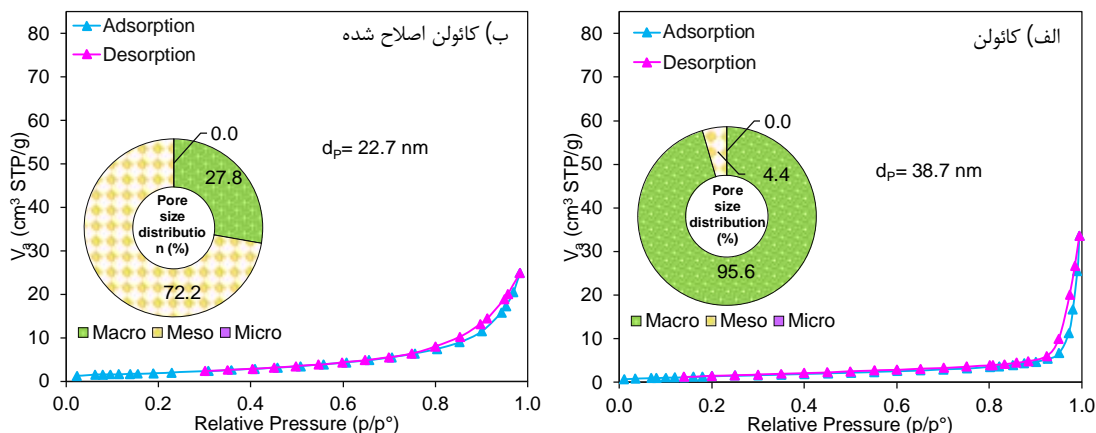 ب) کائولن اصلاح شده
Adsorption
Desorption
85
80
70
60
50
40
30
20
10
0
Vₐ (cm³ STP/g)
0.0
27.8
72.2
Pore
size
distributio
n (%)
dₚ= 22.7 nm
Macro Meso Micro
0.0 0.2 0.4 0.6 0.8 1.0
Relative Pressure (p/p°)
الف) کائولن
Adsorption
Desorption
80
70
60
50
40
30
20
10
0
Vₐ (cm³ STP/g)
0.0
4.4
95.6
Pore
size
distribution
(%)
dₚ= 38.7 nm
Macro Meso Micro
0.0 0.2 0.4 0.6 0.8 1.0
Relative Pressure (p/p°)